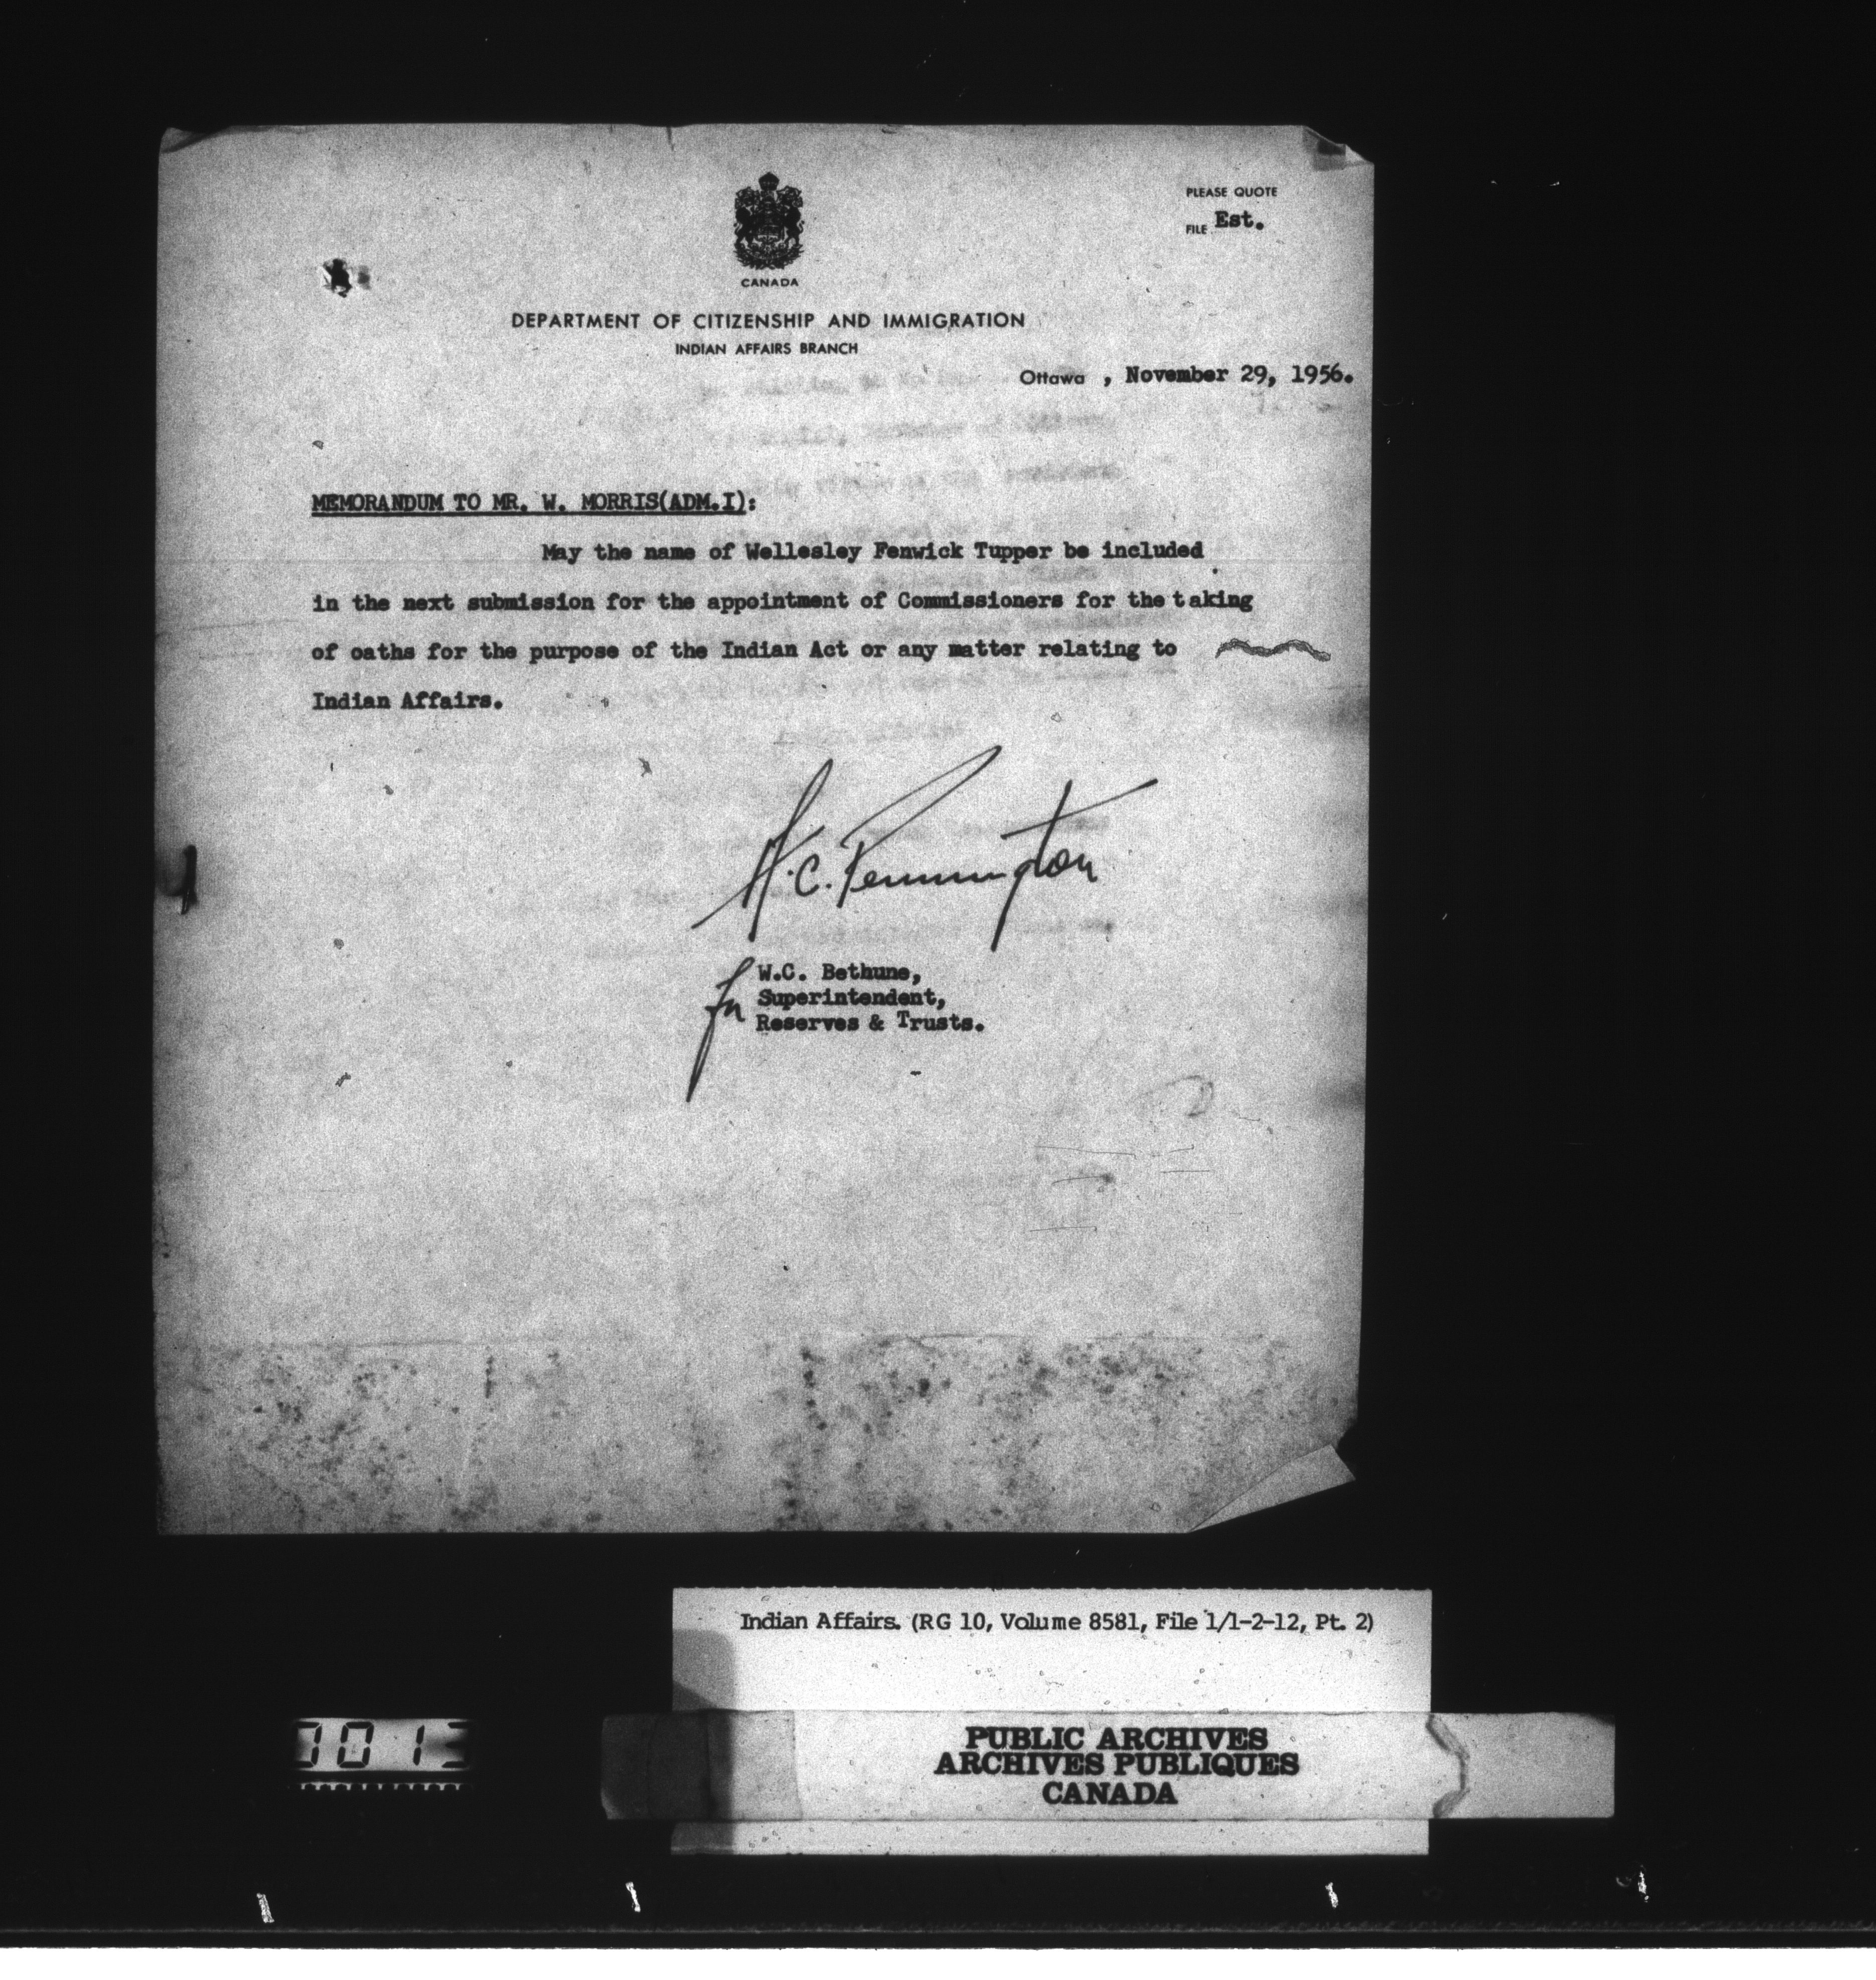 PLEASE QUOTE
FILE Est.
CANADA
DEPARTMENT OF CITIZENSHIP AND IMMIGRATION
INDIAN AFFAIRS BRANCH
Ottawa , November 29, 1956.
MEMORANDUM TO MR. W. MORRIS(ADM.I):
May the name of Wellesley Fenwick Tupper be included
in the next submission for the appointment of Commissioners for the taking
of oaths for the purpose of the Indian Act or any matter relating to
Indian Affairs.
H.C. Pennington
for W.C. Bethune,
Superintendent,
Reserves & Trusts.
Indian Affairs. (RG 10, Volume 8581, File 1/1-2-12, Pt. 2)
PUBLIC ARCHIVES
ARCHIVES PUBLIQUES
CANADA